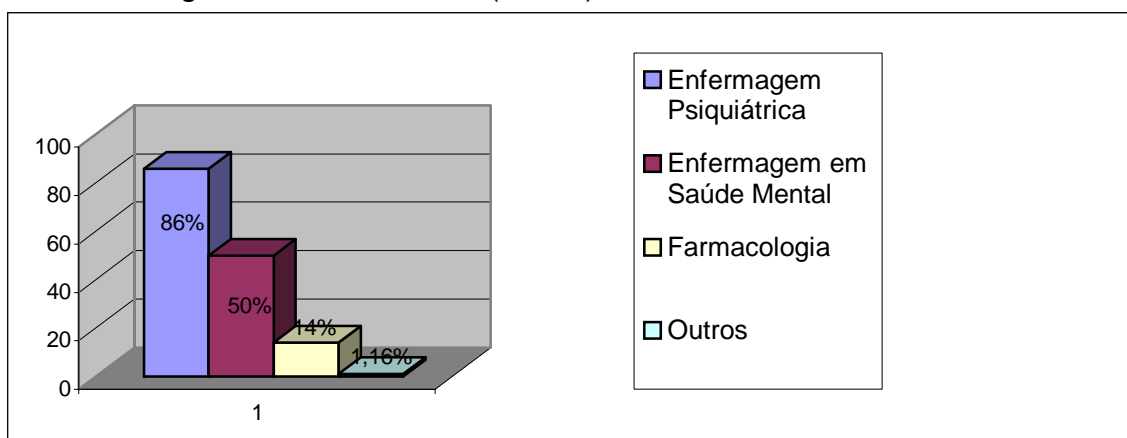 100
80
60
40
20
0
86%
50%
14%
1,16%
1
Enfermagem
Psiquiátrica
Enfermagem em
Saúde Mental
Farmacologia
Outros